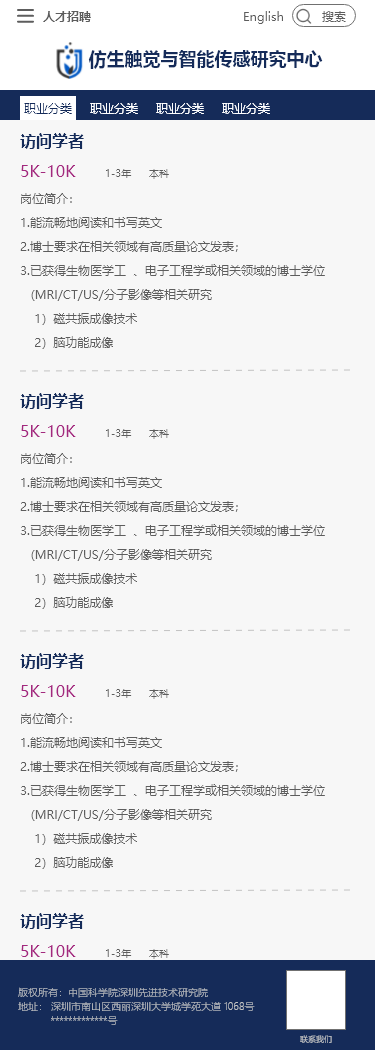 人才招聘 English 搜索
仿生触觉与智能传感研究中心
职业分类 职业分类 职业分类 职业分类
访问学者
5K-10K 1-3年 本科
岗位简介：
1.能流畅地阅读和书写英文
2.博士要求在相关领域有高质量论文发表；
3.已获得生物医学工 、电子工程学或相关领域的博士学位
(MRI/CT/US/分子影像等相关研究
1）磁共振成像技术
2）脑功能成像
访问学者
5K-10K 1-3年 本科
岗位简介：
1.能流畅地阅读和书写英文
2.博士要求在相关领域有高质量论文发表；
3.已获得生物医学工 、电子工程学或相关领域的博士学位
(MRI/CT/US/分子影像等相关研究
1）磁共振成像技术
2）脑功能成像
访问学者
5K-10K 1-3年 本科
岗位简介：
1.能流畅地阅读和书写英文
2.博士要求在相关领域有高质量论文发表；
3.已获得生物医学工 、电子工程学或相关领域的博士学位
(MRI/CT/US/分子影像等相关研究
1）磁共振成像技术
2）脑功能成像
访问学者
5K-10K 1-3年 本科
版权所有：中国科学院深圳先进技术研究院
地址： 深圳市南山区西丽深圳大学城学苑大道 1068号
*************号
联系我们